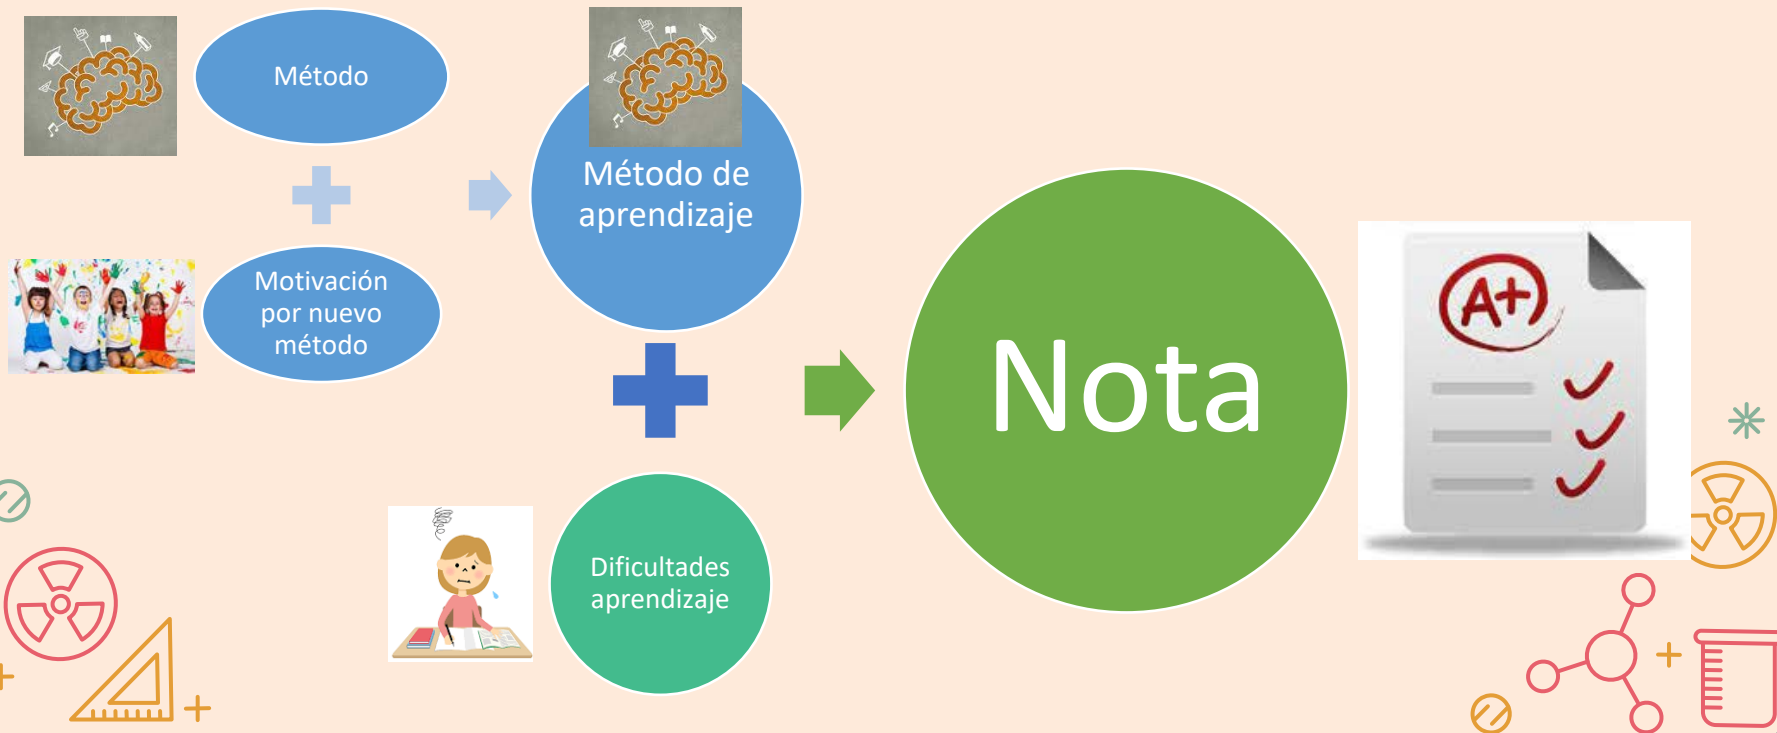 Método
Motivación
por nuevo
método
Método de
aprendizaje
Dificultades
aprendizaje
Nota
A+